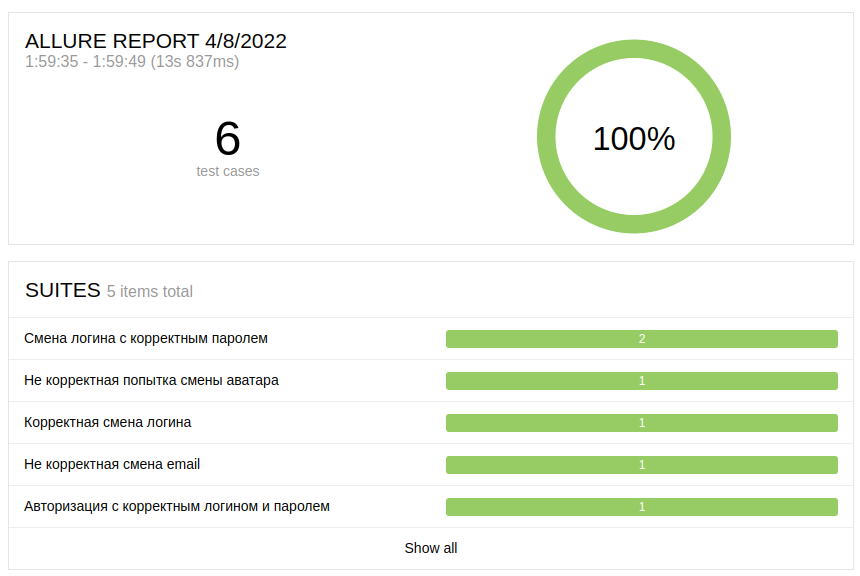 ALLURE REPORT 4/8/2022
1:59:35 - 1:59:49 (13s 837ms)
6
test cases
100%
SUITES 5 items total
Смена логина с корректным паролем 2
Не корректная попытка смены аватара 1
Корректная смена логина 1
Не корректная смена email 1
Авторизация с корректным логином и паролем 1
Show all